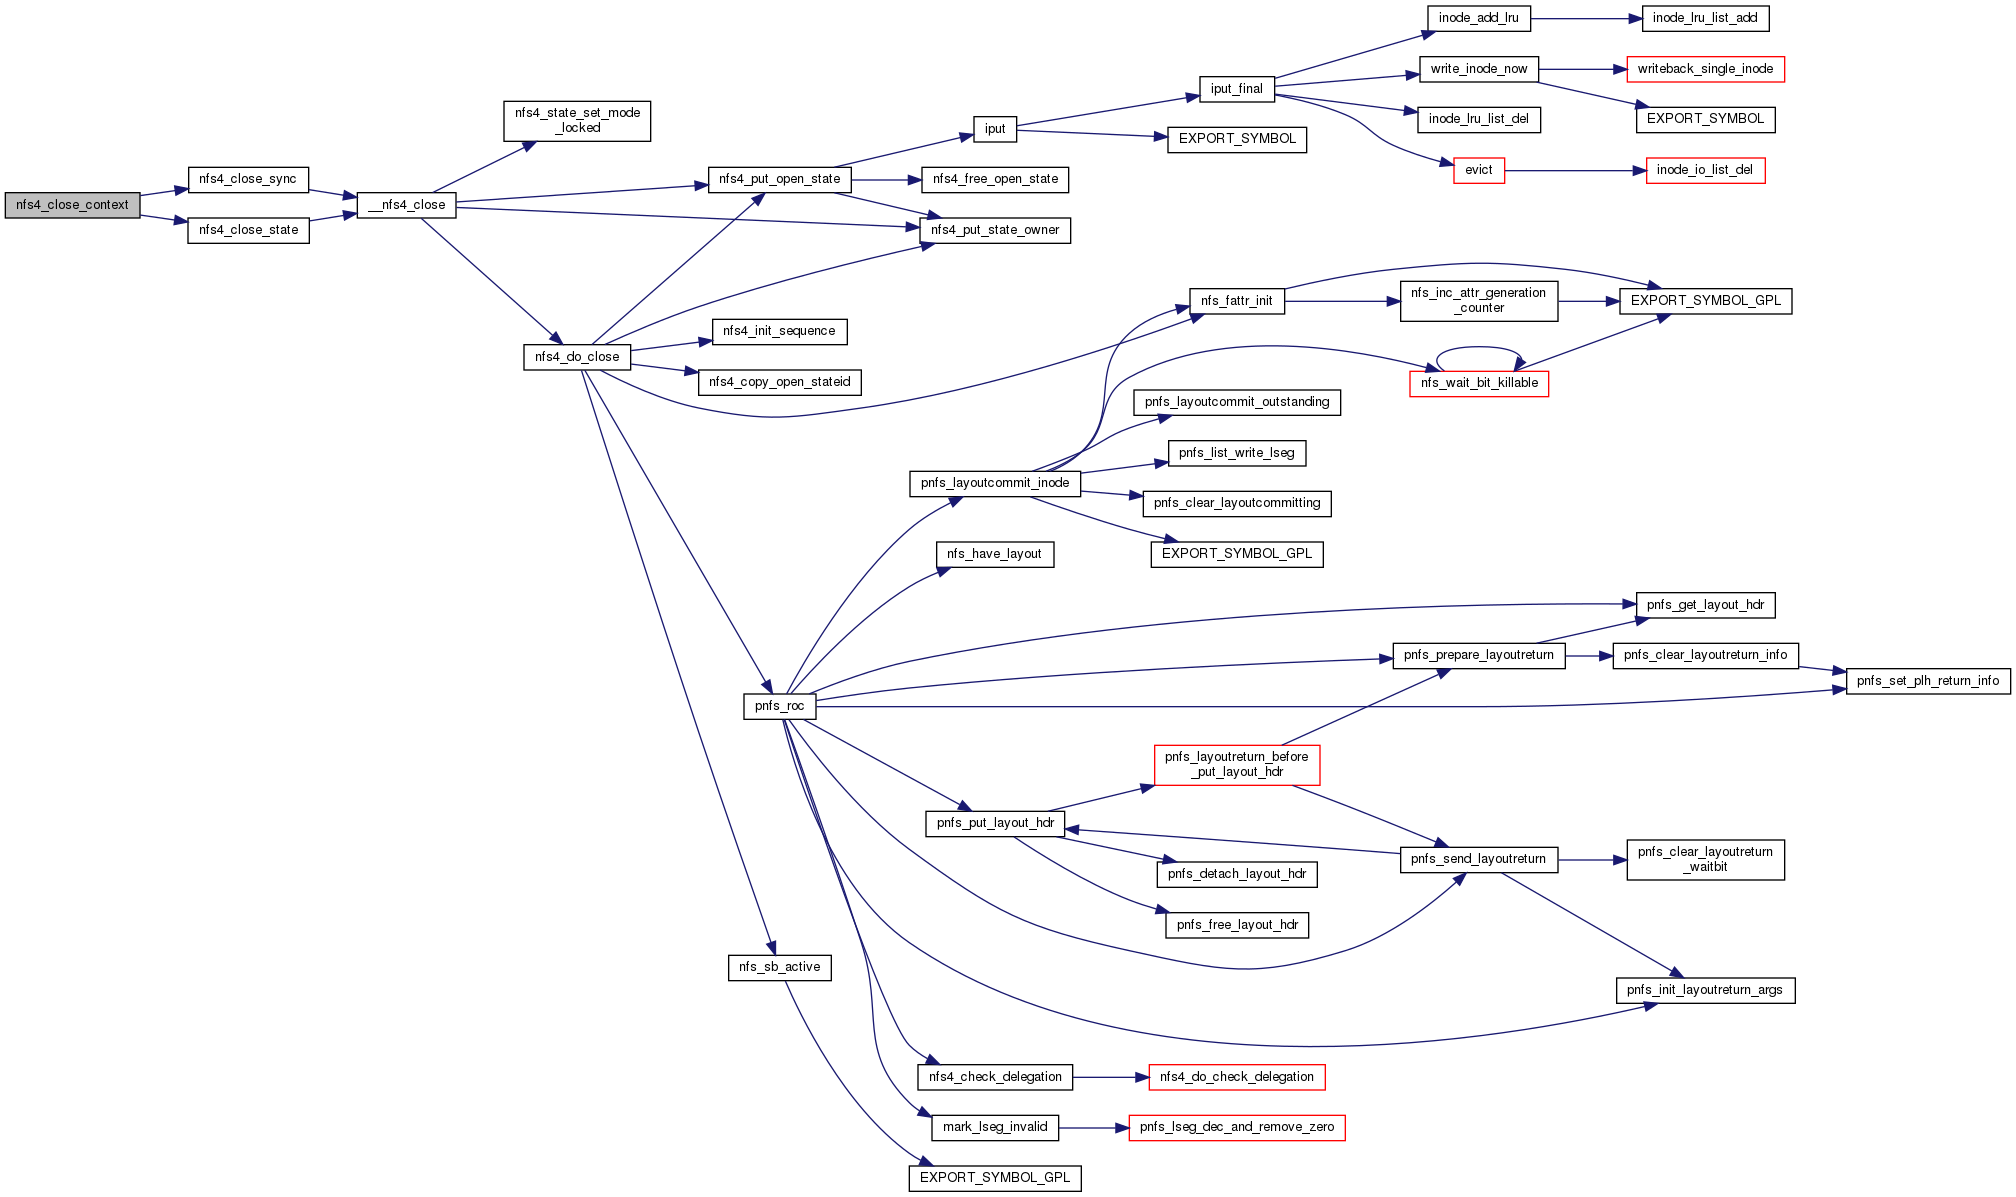 inode_add_lru
inode_lru_list_add
write_inode_now
writeback_single_inode
iput_final
nfs4_state_set_mode
_locked
inode_lru_list_del
EXPORT_SYMBOL
iput
EXPORT_SYMBOL
evict
inode_io_list_del
nfs4_close_sync
nfs4_put_open_state
nfs4_free_open_state
nfs4_close_context
__nfs4_close
nfs4_close_state
nfs4_put_state_owner
nfs_fattr_init
nfs_inc_attr_generation
_counter
EXPORT_SYMBOL_GPL
nfs4_init_sequence
nfs4_do_close
nfs4_copy_open_stateid
nfs_wait_bit_killable
pnfs_layoutcommit_outstanding
pnfs_list_write_lseg
pnfs_layoutcommit_inode
pnfs_clear_layoutcommitting
nfs_have_layout
EXPORT_SYMBOL_GPL
pnfs_get_layout_hdr
pnfs_prepare_layoutreturn
pnfs_clear_layoutreturn_info
pnfs_set_plh_return_info
pnfs_roc
pnfs_layoutreturn_before
_put_layout_hdr
pnfs_put_layout_hdr
pnfs_send_layoutreturn
pnfs_clear_layoutreturn
_waitbit
pnfs_detach_layout_hdr
pnfs_free_layout_hdr
nfs_sb_active
pnfs_init_layoutreturn_args
nfs4_check_delegation
nfs4_do_check_delegation
mark_lseg_invalid
pnfs_lseg_dec_and_remove_zero
EXPORT_SYMBOL_GPL